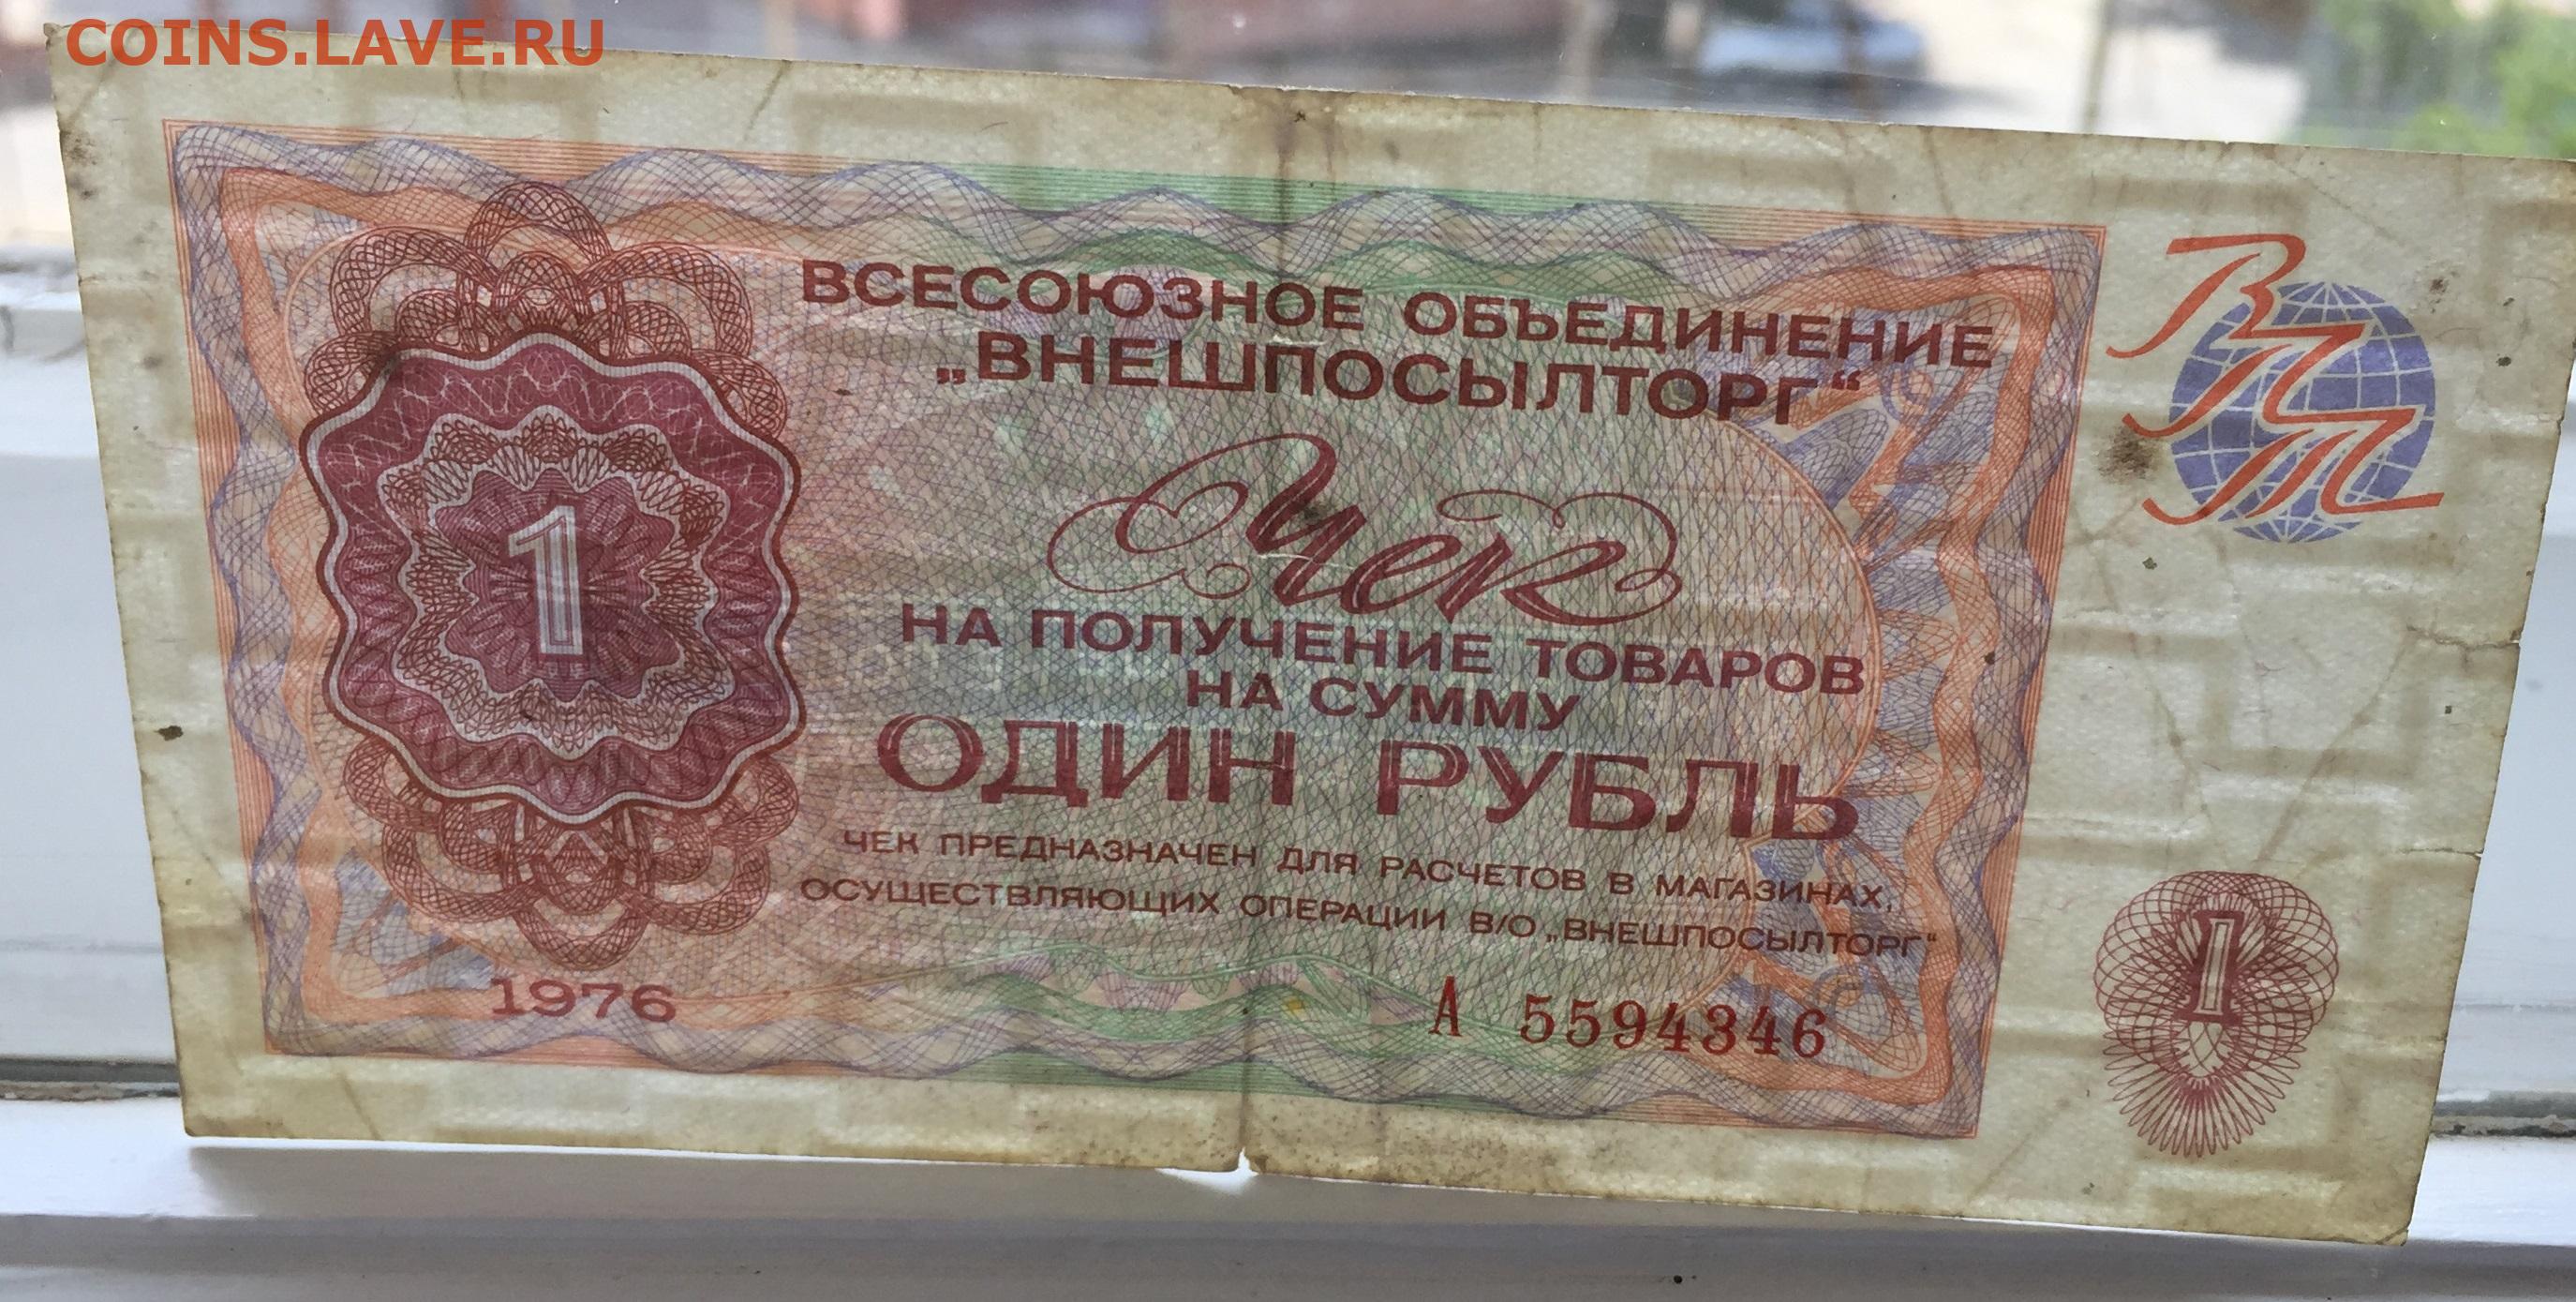 COINS.LAVE.RU
ВСЕСОЮЗНОЕ ОБЪЕДИНЕНИЕ
„ВНЕШПОСЫЛТОРГ“
ВПТ
Чек
1
НА ПОЛУЧЕНИЕ ТОВАРОВ
НА СУММУ
ОДИН РУБЛЬ
ЧЕК ПРЕДНАЗНАЧЕН ДЛЯ РАСЧЕТОВ В МАГАЗИНАХ,
ОСУЩЕСТВЛЯЮЩИХ ОПЕРАЦИИ В/О „ВНЕШПОСЫЛТОРГ“
1976
А 5594346
1